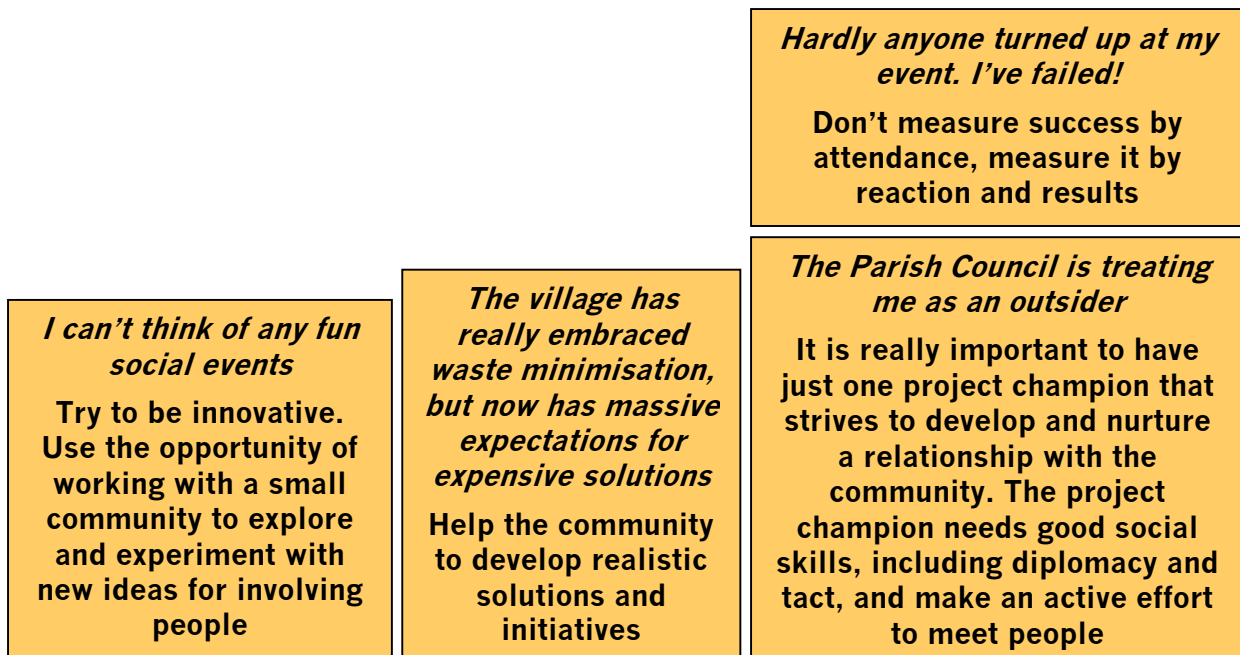 Hardly anyone turned up at my
event. I've failed!
Don't measure success by
attendance, measure it by
reaction and results
I can't think of any fun
social events
Try to be innovative.
Use the opportunity of
working with a small
community to explore
and experiment with
new ideas for involving
people
The village has
really embraced
waste minimisation,
but now has massive
expectations for
expensive solutions
Help the community
to develop realistic
solutions and
initiatives
The Parish Council is treating
me as an outsider
It is really important to have
just one project champion that
strives to develop and nurture
a relationship with the
community. The project
champion needs good social
skills, including diplomacy and
tact, and make an active effort
to meet people